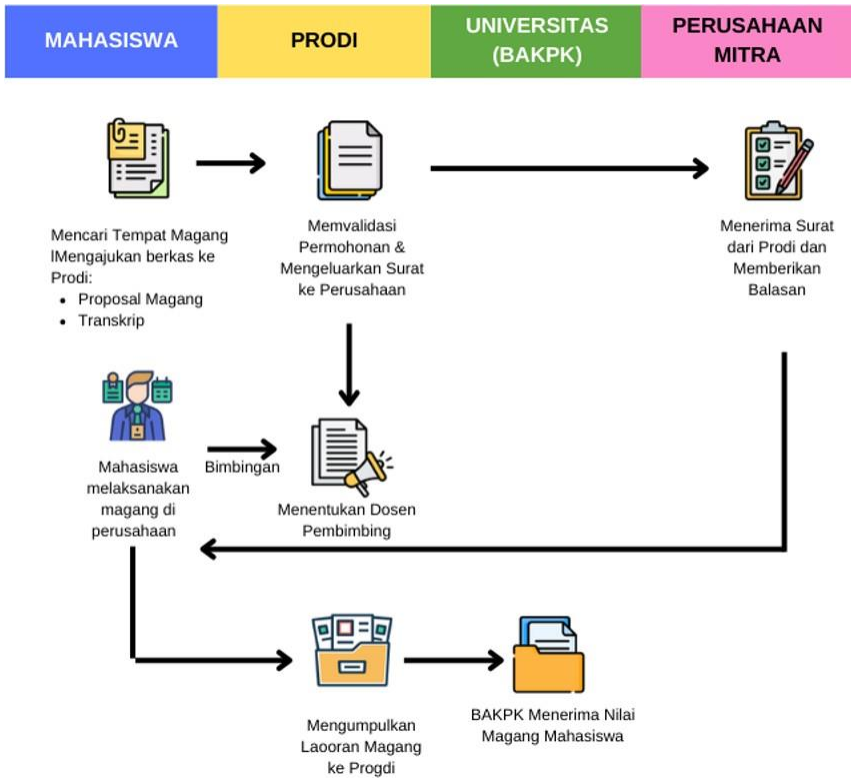 MAHASISWA
PRODI
UNIVERSITAS
(BAKPK)
PERUSAHAAN
MITRA
Mencari Tempat Magang
lMengajukan berkas ke
Prodi:
• Proposal Magang
• Transkrip
Memvalidasi
Permohonan &
Mengeluarkan Surat
ke Perusahaan
Menerima Surat
dari Prodi dan
Memberikan
Balasan
Mahasiswa
melaksanakan
magang di
perusahaan
Bimbingan
Menentukan Dosen
Pembimbing
Mengumpulkan
Laooran Magang
ke Progdi
BAKPK Menerima Nilai
Magang Mahasiswa